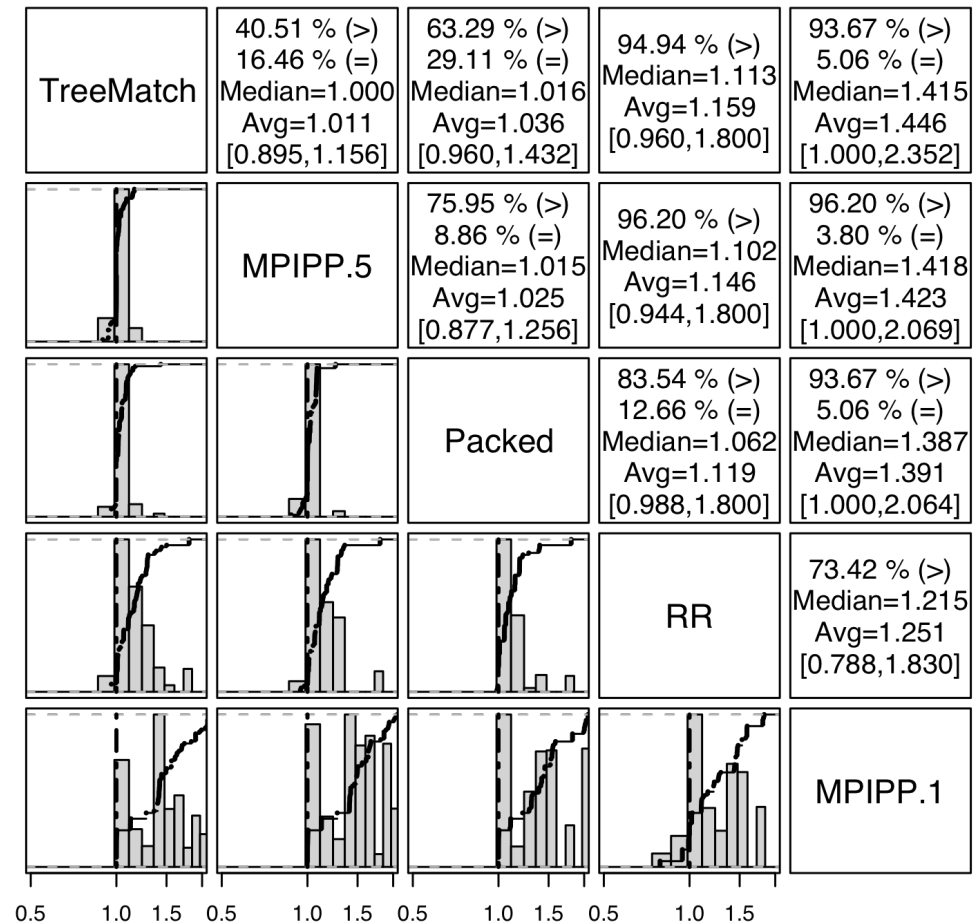 TreeMatch
40.51 % (>)
16.46 % (=)
Median=1.000
Avg=1.011
[0.895,1.156]
63.29 % (>)
29.11 % (=)
Median=1.016
Avg=1.036
[0.960,1.432]
94.94 % (>)
Median=1.113
Avg=1.159
[0.960,1.800]
93.67 % (>)
5.06 % (=)
Median=1.415
Avg=1.446
[1.000,2.352]
MPIPP.5
75.95 % (>)
8.86 % (=)
Median=1.015
Avg=1.025
[0.877,1.256]
96.20 % (>)
Median=1.102
Avg=1.146
[0.944,1.800]
96.20 % (>)
3.80 % (=)
Median=1.418
Avg=1.423
[1.000,2.069]
Packed
83.54 % (>)
12.66 % (=)
Median=1.062
Avg=1.119
[0.988,1.800]
93.67 % (>)
5.06 % (=)
Median=1.387
Avg=1.391
[1.000,2.064]
RR
73.42 % (>)
Median=1.215
Avg=1.251
[0.788,1.830]
MPIPP.1
0.5 1.0 1.5 0.5 1.0 1.5 0.5 1.0 1.5 0.5 1.0 1.5